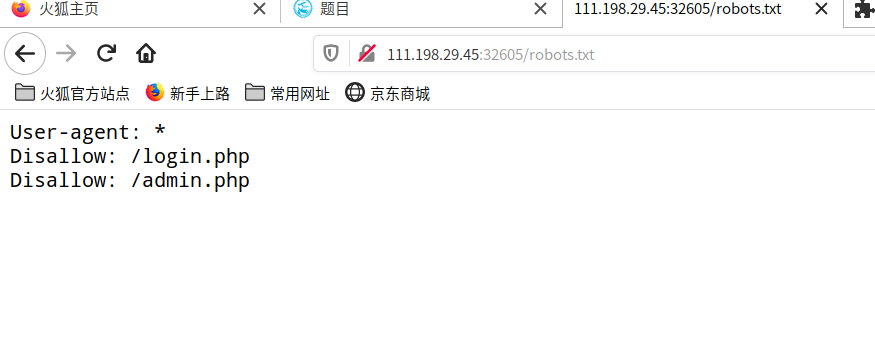 火狐主页
题目
111.198.29.45:32605/robots.txt
111.198.29.45:32605/robots.txt
火狐官方站点
新手上路
常用网址
京东商城
User-agent: *
Disallow: /login.php
Disallow: /admin.php